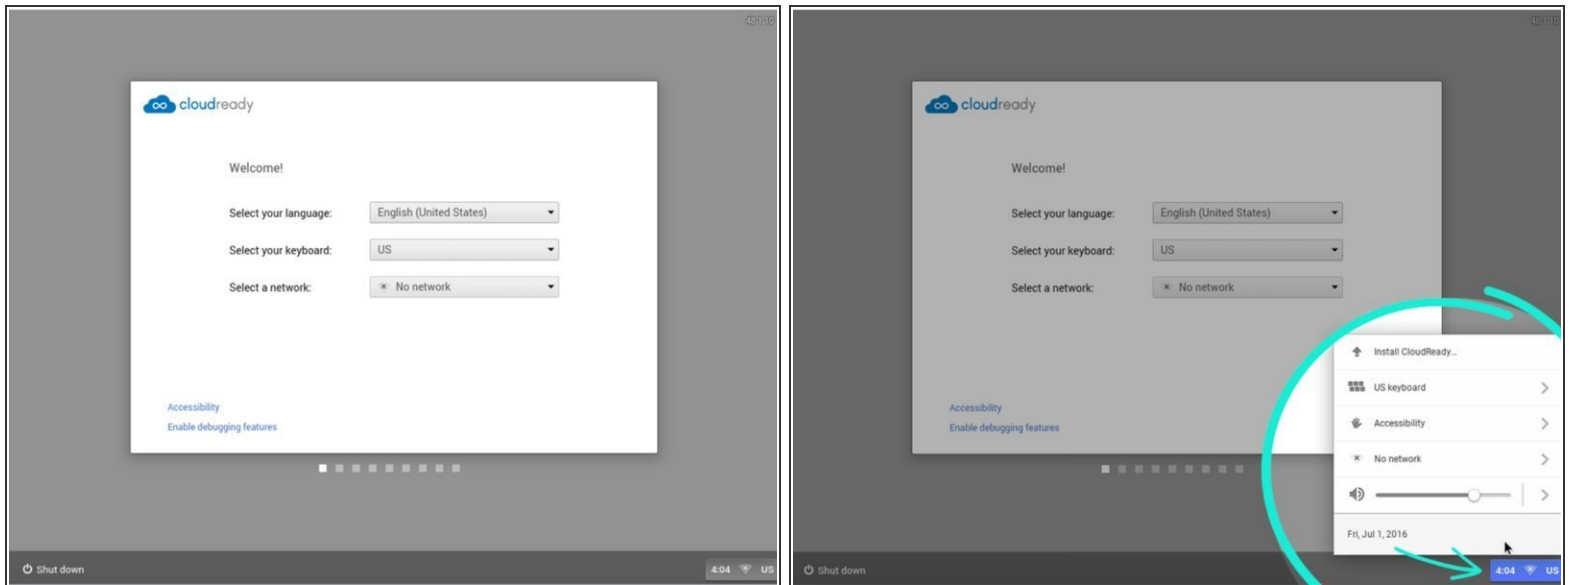 48.1.10
cloudready
Welcome!
Select your language: English (United States)
Select your keyboard: US
Select a network: No network
Accessibility
Enable debugging features
Shut down
4:04 US
cloudready
Welcome!
Select your language: English (United States)
Select your keyboard: US
Select a network: No network
Accessibility
Enable debugging features
Install CloudReady...
US keyboard
Accessibility
No network
Fri, Jul 1, 2016
Shut down
4:04 US